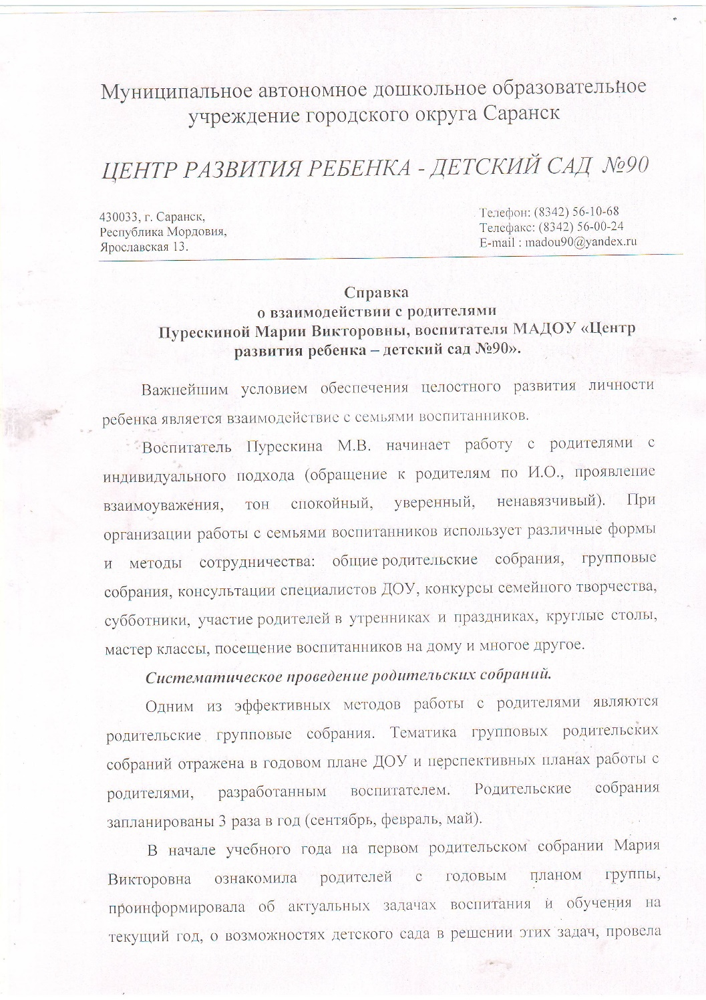 Муниципальное автономное дошкольное образовательное
учреждение городского округа Саранск
ЦЕНТР РАЗВИТИЯ РЕБЕНКА - ДЕТСКИЙ САД №90
430033, г. Саранск,
Республика Мордовия,
Ярославская 13.
Телефон: (8342) 56-10-68
Телефакс: (8342) 56-00-24
E-mail : madou90@yandex.ru
Справка
о взаимодействии с родителями
Пурескиной Марии Викторовны, воспитателя МАДОУ «Центр
развития ребенка – детский сад №90».
Важнейшим условием обеспечения целостного развития личности
ребенка является взаимодействие с семьями воспитанников.
Воспитатель Пурескина М.В. начинает работу с родителями с
индивидуального подхода (обращение к родителям по И.О., проявление
взаимоуважения, тон спокойный, уверенный, ненавязчивый). При
организации работы с семьями воспитанников использует различные формы
и методы сотрудничества: общие родительские собрания, групповые
собрания, консультации специалистов ДОУ, конкурсы семейного творчества,
субботники, участие родителей в утренниках и праздниках, круглые столы,
мастер классы, посещение воспитанников на дому и многое другое.
Систематическое проведение родительских собраний.
Одним из эффективных методов работы с родителями являются
родительские групповые собрания. Тематика групповых родительских
собраний отражена в годовом плане ДОУ и перспективных планах работы с
родителями, разработанным воспитателем. Родительские собрания
запланированы 3 раза в год (сентябрь, февраль, май).
В начале учебного года на первом родительском собрании Мария
Викторовна ознакомила родителей с годовым планом группы,
проинформировала об актуальных задачах воспитания и обучения на
текущий год, о возможностях детского сада в решении этих задач, провела